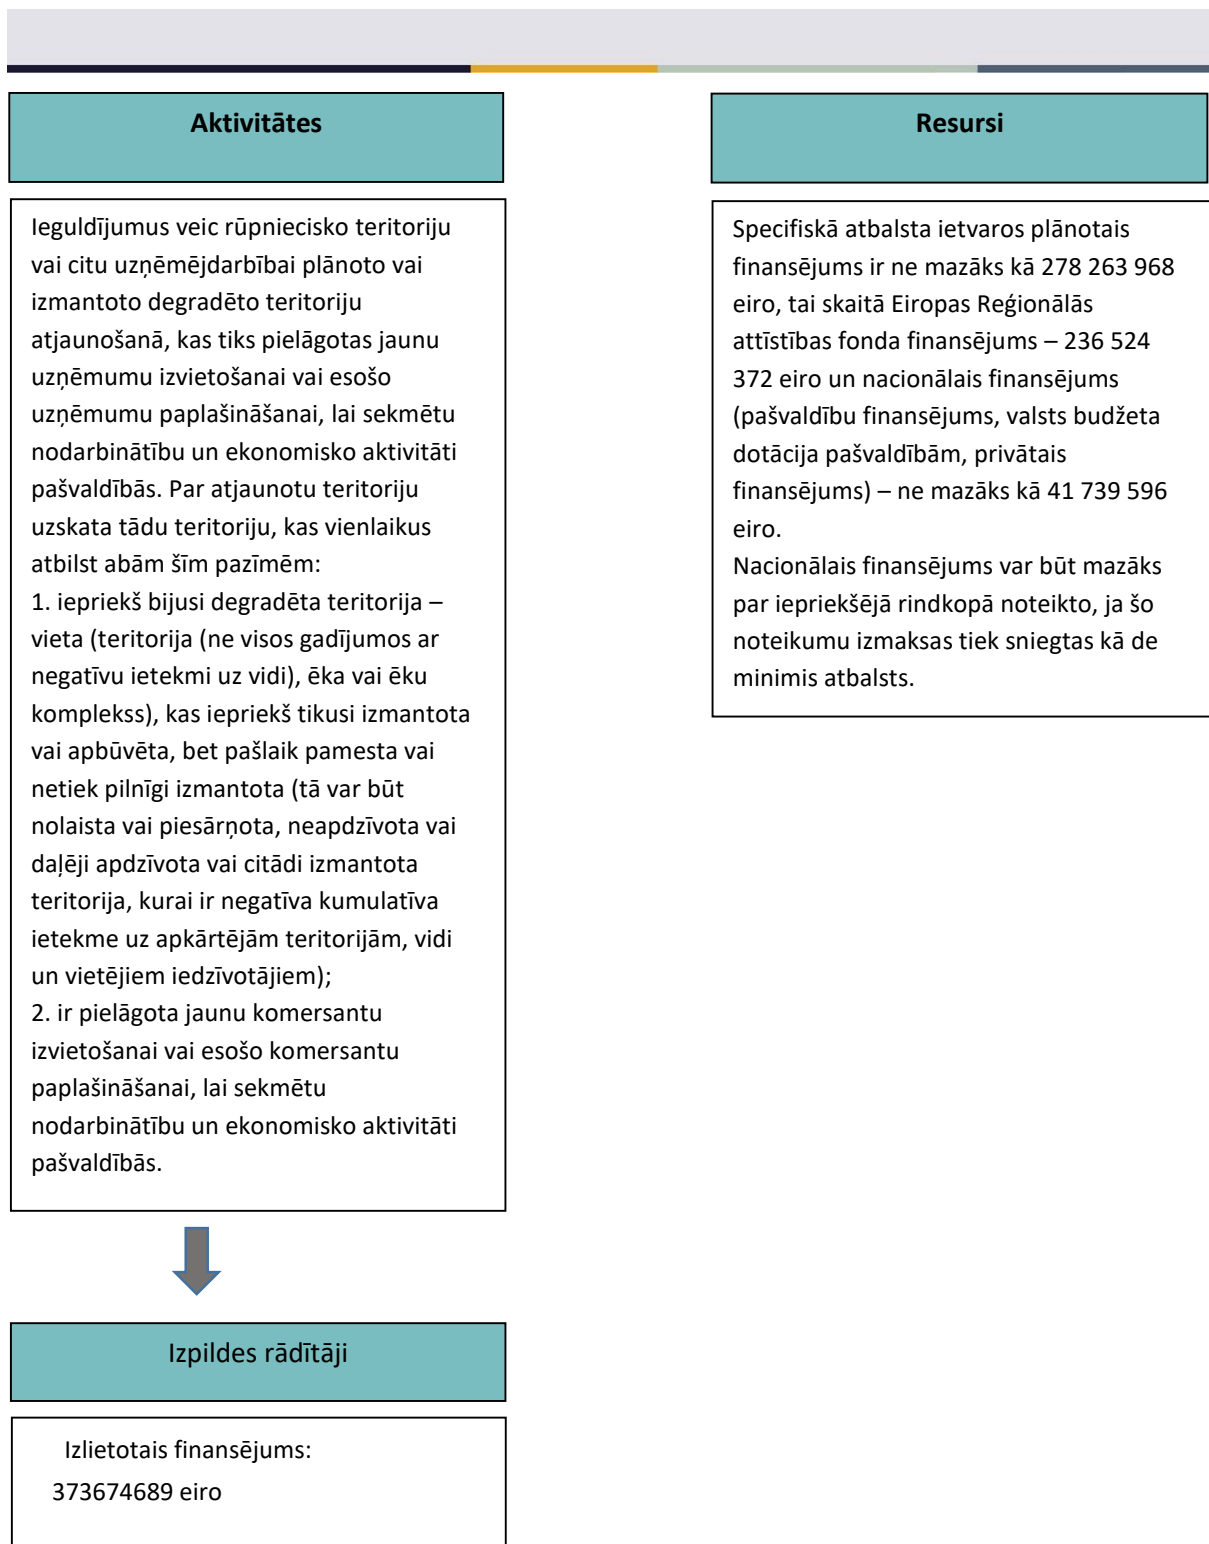 Aktivitātes
Ieguldījumus veic rūpniecisko teritoriju
vai citu uzņēmējdarbībai plānoto vai
izmantoto degradēto teritoriju
atjaunošanā, kas tiks pielāgotas jaunu
uzņēmumu izvietošanai vai esošo
uzņēmumu paplašināšanai, lai sekmētu
nodarbinātību un ekonomisko aktivitāti
pašvaldībās. Par atjaunotu teritoriju
uzskata tādu teritoriju, kas vienlaikus
atbilst abām šīm pazīmēm:
1. iepriekš bijusi degradēta teritorija –
vieta (teritorija (ne visos gadījumos ar
negatīvu ietekmi uz vidi), ēka vai ēku
komplekss), kas iepriekš tikusi izmantota
vai apbūvēta, bet pašlaik pamesta vai
netiek pilnīgi izmantota (tā var būt
nolaista vai piesārņota, neapdzīvota vai
daļēji apdzīvota vai citādi izmantota
teritorija, kurai ir negatīva kumulatīva
ietekme uz apkārtējām teritorijām, vidi
un vietējiem iedzīvotājiem);
2. ir pielāgota jaunu komersantu
izvietošanai vai esošo komersantu
paplašināšanai, lai sekmētu
nodarbinātību un ekonomisko aktivitāti
pašvaldībās.
Izpildes rādītāji
Izlietotais finansējums:
373674689 eiro
Resursi
Specifiskā atbalsta ietvaros plānotais
finansējums ir ne mazāks kā 278 263 968
eiro, tai skaitā Eiropas Reģionālās
attīstības fonda finansējums – 236 524
372 eiro un nacionālais finansējums
(pašvaldību finansējums, valsts budžeta
dotācija pašvaldībām, privātais
finansējums) – ne mazāks kā 41 739 596
eiro.
Nacionālais finansējums var būt mazāks
par iepriekšējā rindkopā noteikto, ja šo
noteikumu izmaksas tiek sniegtas kā de
minimis atbalsts.